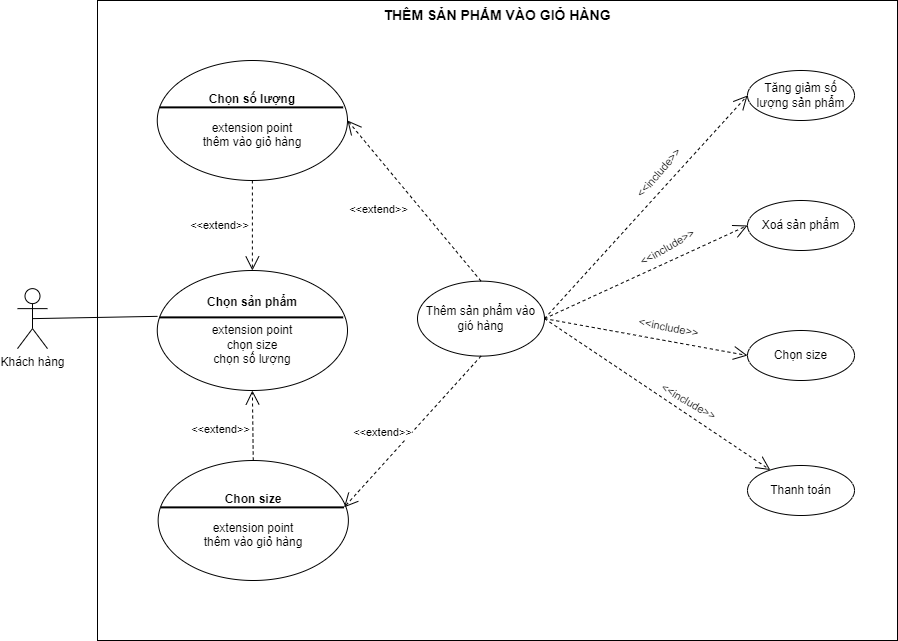 THÊM SẢN PHẨM VÀO GIỎ HÀNG
Chọn số lượng
extension point
thêm vào giỏ hàng
Tăng giảm số
lượng sản phẩm
<<include>>
<<extend>>
<<extend>>
Xoá sản phẩm
<<include>>
Chọn sản phẩm
extension point
chọn size
chọn số lượng
Thêm sản phẩm vào
giỏ hàng
<<include>>
Chọn size
Khách hàng
<<include>>
<<extend>>
<<extend>>
Chon size
extension point
thêm vào giỏ hàng
Thanh toán